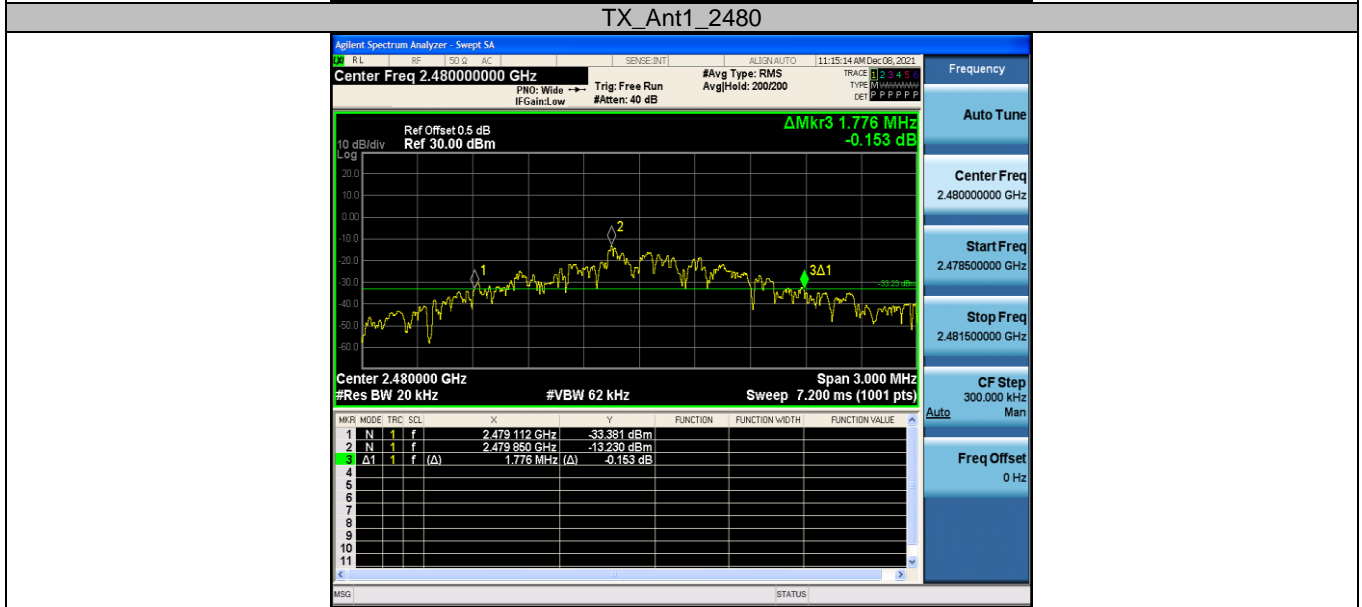 TX_Ant1_2480
Agilent Spectrum Analyzer - Swept SA
RL RF 50 Ω AC SENSE:INT ALIGN AUTO 11:15:14 AM Dec 08, 2021
Center Freq 2.480000000 GHz
PNO: Wide
IFGain:Low
Trig: Free Run
#Atten: 40 dB
#Avg Type: RMS
Avg|Hold: 200/200
TRACE 1 2 3 4 5 6
TYPE M
DET P P P P P P
Ref Offset 0.5 dB
10 dB/div Ref 30.00 dBm
Log
ΔMkr3 1.776 MHz
-0.153 dB
20.0
10.0
0.00
-10.0
-20.0
-30.0
-40.0
-50.0
-60.0
1
2
3Δ1
-33.23 dBm
Center 2.480000 GHz Span 3.000 MHz
#Res BW 20 kHz #VBW 62 kHz Sweep 7.200 ms (1001 pts)
MKR MODE TRC SCL X Y FUNCTION FUNCTION WIDTH FUNCTION VALUE
1 N 1 f 2.479 112 GHz -33.381 dBm
2 N 1 f 2.479 850 GHz -13.230 dBm
3 Δ1 1 f (Δ) 1.776 MHz (Δ) -0.153 dB
4
5
6
7
8
9
10
11
MSG STATUS
Frequency
Auto Tune
Center Freq
2.480000000 GHz
Start Freq
2.478500000 GHz
Stop Freq
2.481500000 GHz
CF Step
300.000 kHz
Auto Man
Freq Offset
0 Hz